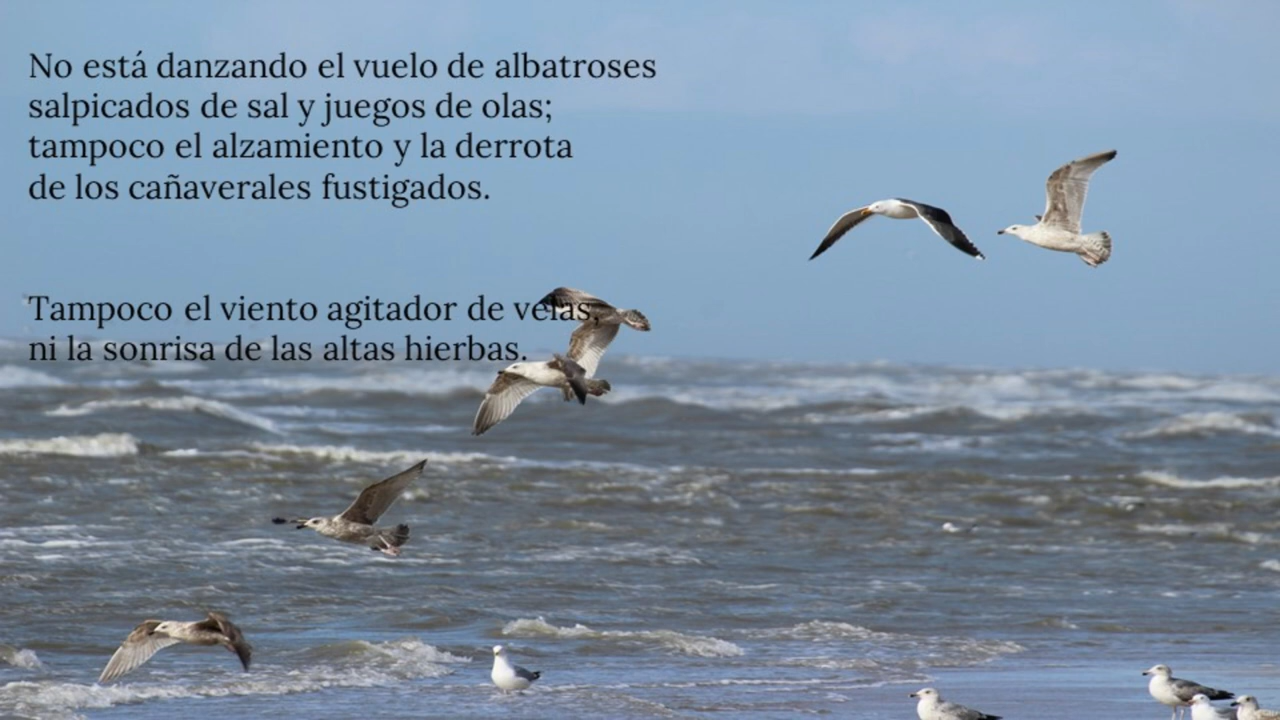 No está danzando el vuelo de albatroses
salpicados de sal y juegos de olas;
tampoco el alzamiento y la derrota
de los cañaverales fustigados.
Tampoco el viento agitador de velas,
ni la sonrisa de las altas hierbas.